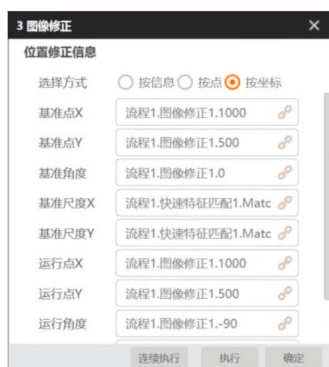 3 图像修正
位置修正信息
选择方式 按信息 按点 按坐标
基准点X 流程1.图像修正1.1000
基准点Y 流程1.图像修正1.500
基准角度 流程1.图像修正1.0
基准尺度X 流程1.快速特征匹配1.Matc
基准尺度Y 流程1.快速特征匹配1.Matc
运行点X 流程1.图像修正1.1000
运行点Y 流程1.图像修正1.500
运行角度 流程1.图像修正1.-90
连续执行 执行 确定